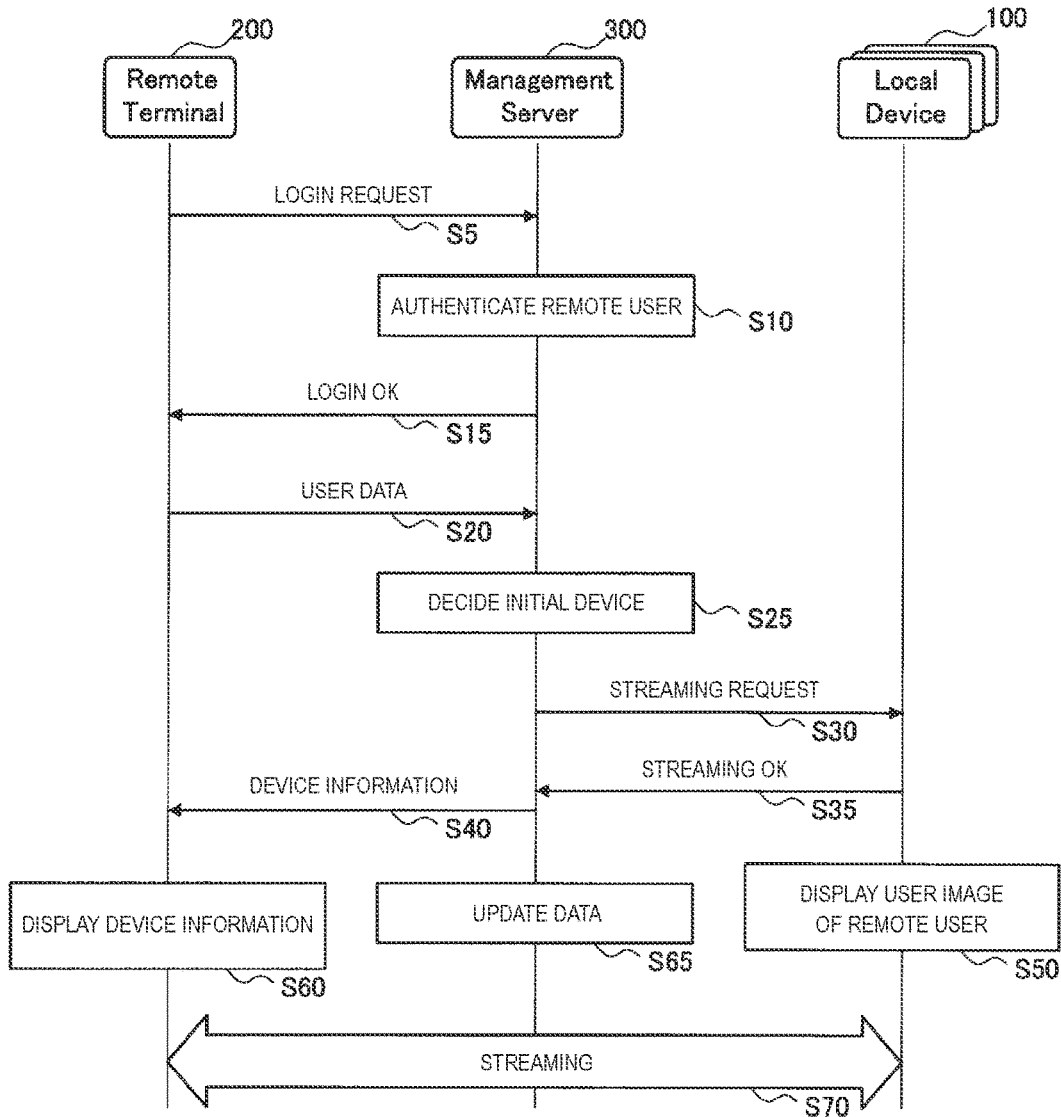 200
300
100
Remote
Terminal
Management
Server
Local
Device
LOGIN REQUEST
S5
AUTHENTICATE REMOTE USER
S10
LOGIN OK
S15
USER DATA
S20
DECIDE INITIAL DEVICE
S25
STREAMING REQUEST
S30
STREAMING OK
S35
DEVICE INFORMATION
S40
DISPLAY DEVICE INFORMATION
S60
UPDATE DATA
S65
DISPLAY USER IMAGE
OF REMOTE USER
S50
STREAMING
S70